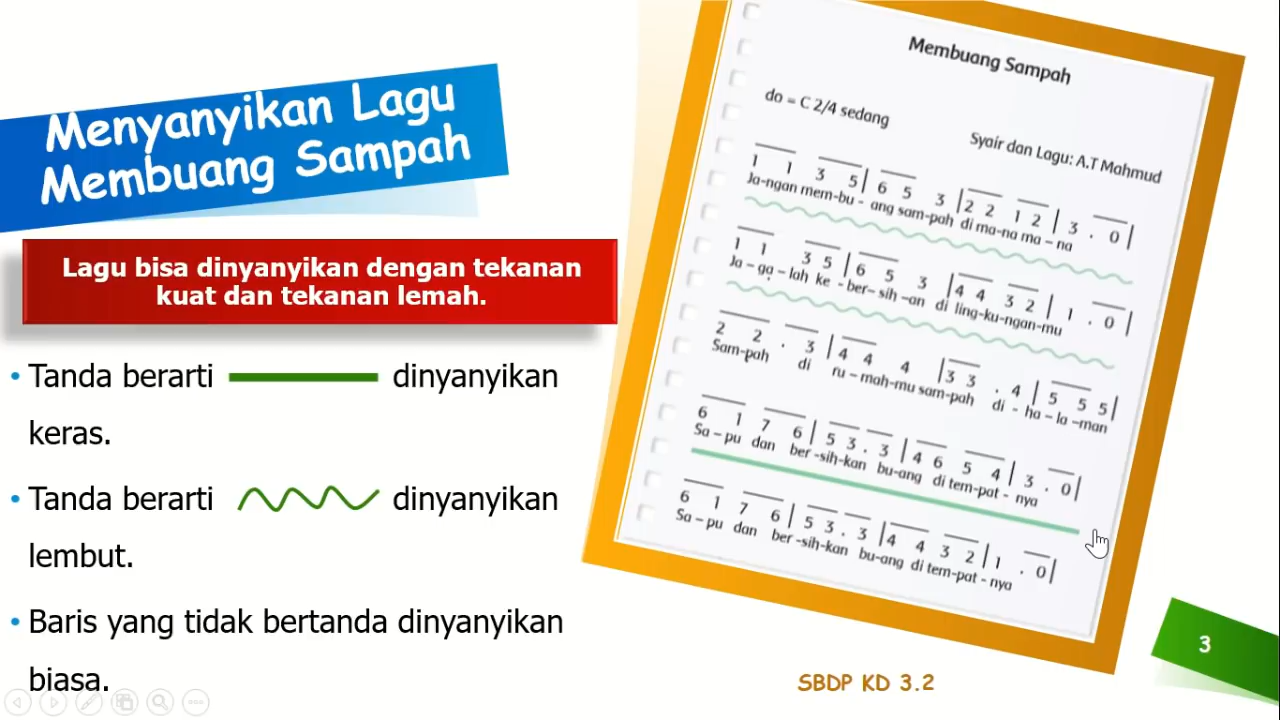 Menyanyikan Lagu
Membuang Sampah
Lagu bisa dinyanyikan dengan tekanan
kuat dan tekanan lemah.
• Tanda berarti dinyanyikan
keras.
• Tanda berarti dinyanyikan
lembut.
• Baris yang tidak bertanda dinyanyikan
biasa.
Membuang Sampah
do = C 2/4 sedang
Syair dan Lagu: A.T Mahmud
1 1 3 5 | 6 5 3 | 2 2 1 2 | 3 . 0 |
Ja-ngan mem-bu - ang sam-pah di ma-na ma – na
1 1 3 5 | 6 5 3 | 4 4 3 2 | 1 . 0 |
Ja – ga – lah ke - ber– sih –an di ling-ku-ngan-mu
2 2 . 3 | 4 4 4 | 3 3 . 4 | 5 5 5 |
Sam-pah di ru – mah-mu sam-pah di - ha – la –man
6 1 7 6 | 5 3 . 3 | 4 6 5 4 | 3 . 0 |
Sa – pu dan ber -sih-kan bu-ang di tem-pat - nya
6 1 7 6 | 5 3 . 3 | 4 4 3 2 | 1 . 0 |
Sa – pu dan ber -sih-kan bu-ang di tem-pat - nya
SBDP KD 3.2
3